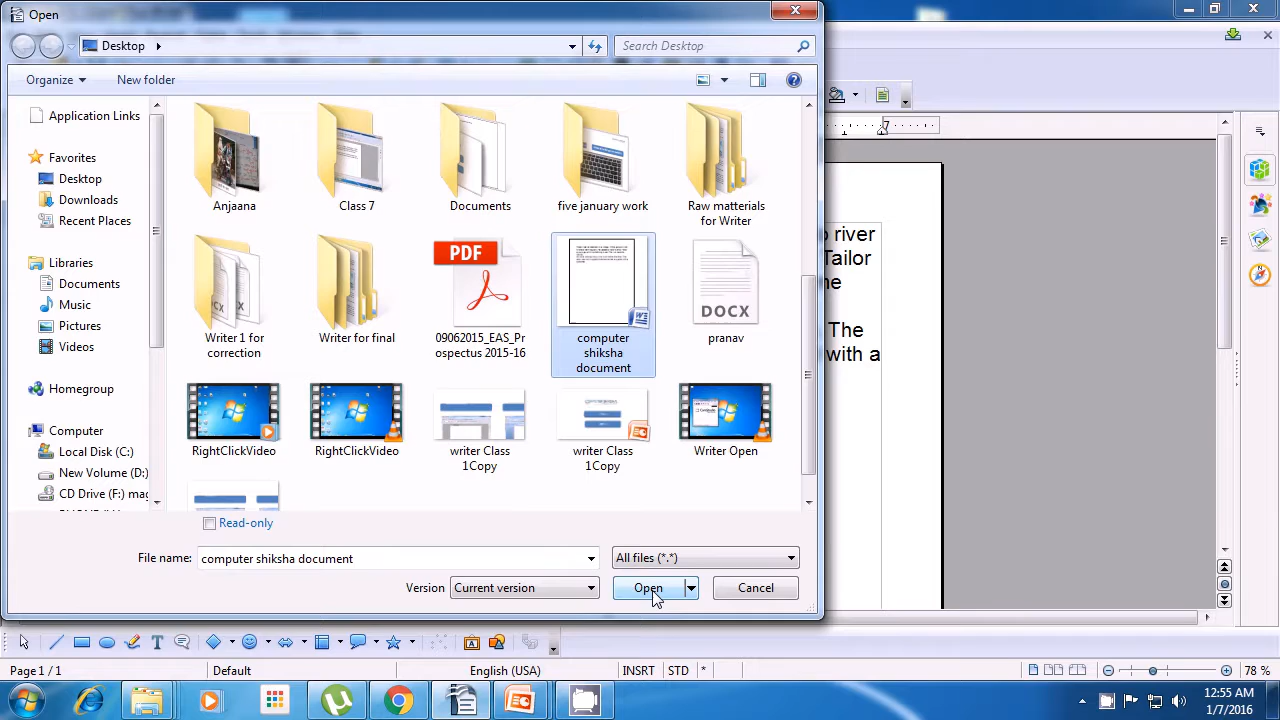 Open
Desktop
Search Desktop
Organize
New folder
Application Links
Favorites
Desktop
Downloads
Recent Places
Libraries
Documents
Music
Pictures
Videos
Homegroup
Computer
Local Disk (C:)
New Volume (D:)
CD Drive (F:) mag
Anjaana
Class 7
Documents
five january work
Raw matterials
for Writer
Writer 1 for
correction
Writer for final
PDF
09062015_EAS_Pr
ospectus 2015-16
computer
shiksha
document
DOCX
pranav
RightClickVideo
RightClickVideo
writer Class
1Copy
writer Class
1Copy
Writer Open
Read-only
File name:
computer shiksha document
All files (*.*)
Version
Current version
Open
Cancel
7
river
Tailor
The
with a
Page 1 / 1
Default
English (USA)
INSRT
STD
*
78 %
12:55 AM
1/7/2016